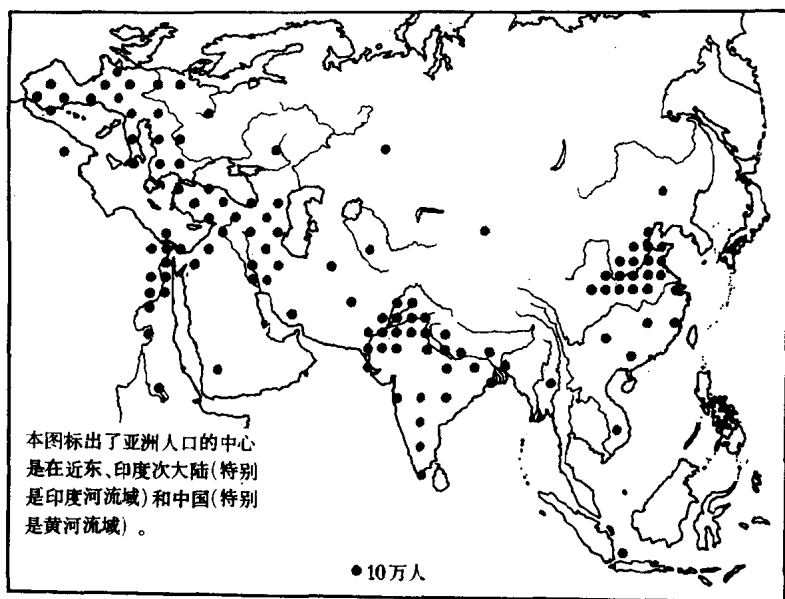 本图标出了亚洲人口的中心
是在近东、印度次大陆(特别
是印度河流域)和中国(特别
是黄河流域)。
●10万人